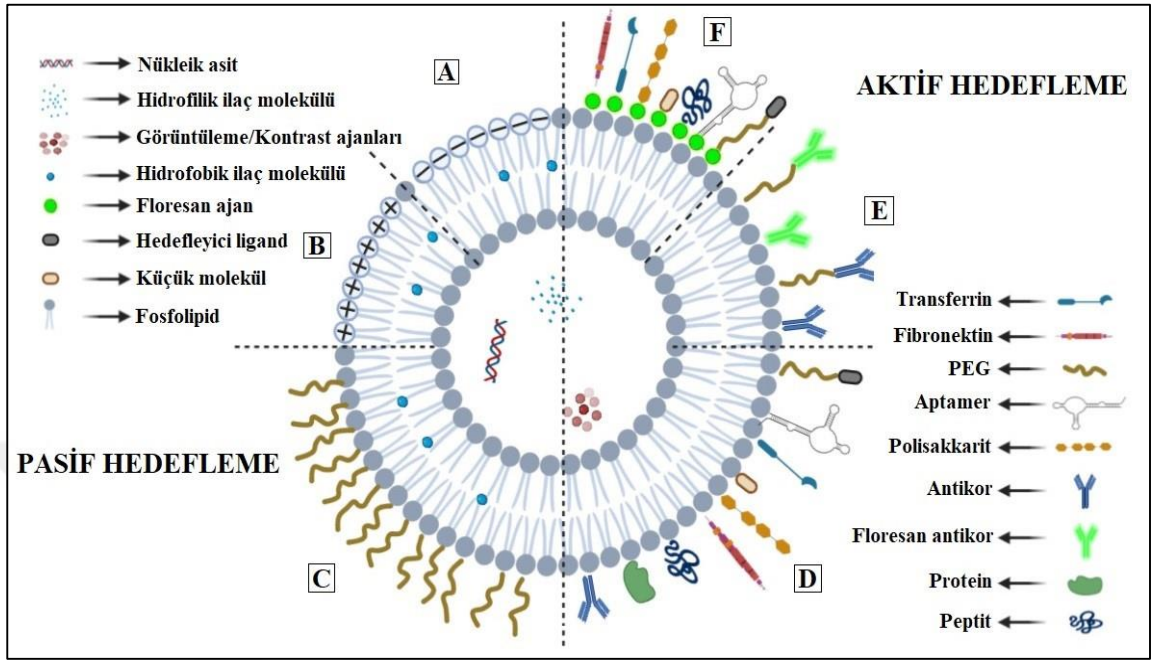 Nükleik asit
Hidrofilik ilaç molekülü
Görüntüleme/Kontrast ajanları
Hidrofobik ilaç molekülü
Floresan ajan
Hedefleyici ligand
Küçük molekül
Fosfolipid
A
B
PASİF HEDEFLEME
C
F
AKTİF HEDEFLEME
E
D
Transferrin
Fibronektin
PEG
Aptamer
Polisakkarit
Antikor
Floresan antikor
Protein
Peptit